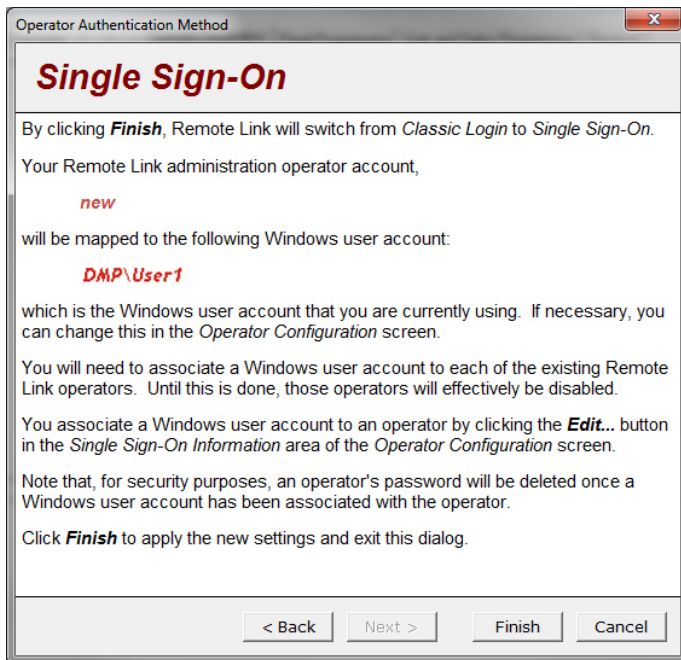 Operator Authentication Method
Single Sign-On
By clicking Finish, Remote Link will switch from Classic Login to Single Sign-On.
Your Remote Link administration operator account,
new
will be mapped to the following Windows user account:
DMP\User1
which is the Windows user account that you are currently using. If necessary, you
can change this in the Operator Configuration screen.
You will need to associate a Windows user account to each of the existing Remote
Link operators. Until this is done, those operators will effectively be disabled.
You associate a Windows user account to an operator by clicking the Edit... button
in the Single Sign-On Information area of the Operator Configuration screen.
Note that, for security purposes, an operator's password will be deleted once a
Windows user account has been associated with the operator.
Click Finish to apply the new settings and exit this dialog.
< Back Next > Finish Cancel